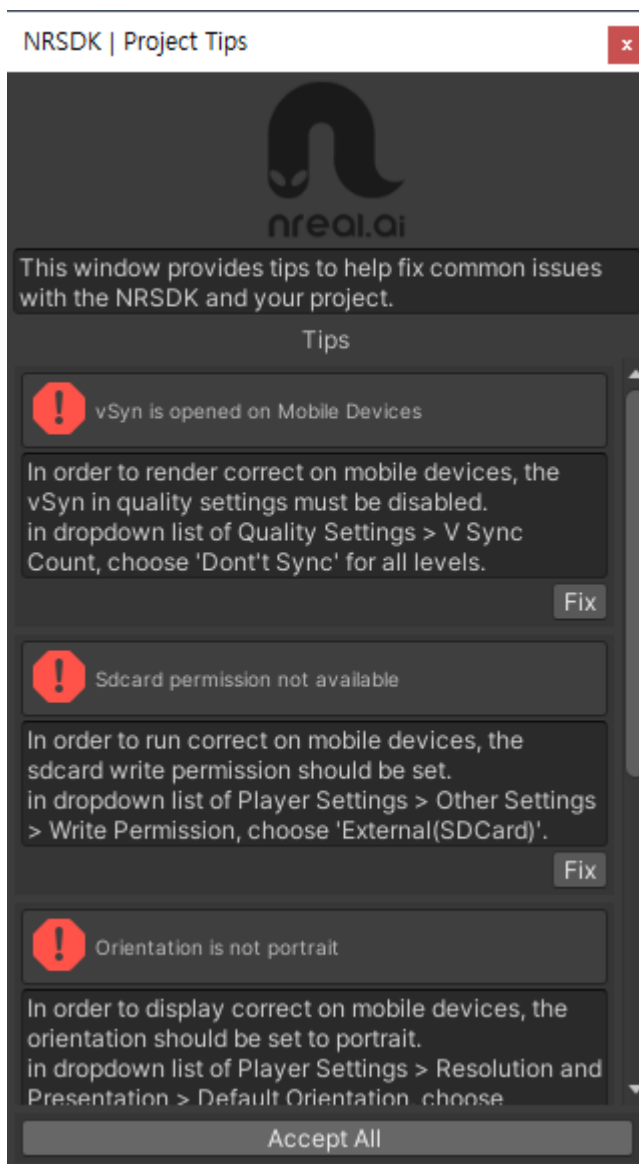 NRSDK | Project Tips
x
nreal.ai
This window provides tips to help fix common issues
with the NRSDK and your project.
Tips
vSyn is opened on Mobile Devices
In order to render correct on mobile devices, the
vSyn in quality settings must be disabled.
in dropdown list of Quality Settings > V Sync
Count, choose 'Dont't Sync' for all levels.
Fix
Sdcard permission not available
In order to run correct on mobile devices, the
sdcard write permission should be set.
in dropdown list of Player Settings > Other Settings
> Write Permission, choose 'External(SDCard)'.
Fix
Orientation is not portrait
In order to display correct on mobile devices, the
orientation should be set to portrait.
in dropdown list of Player Settings > Resolution and
Presentation > Default Orientation, choose
Accept All